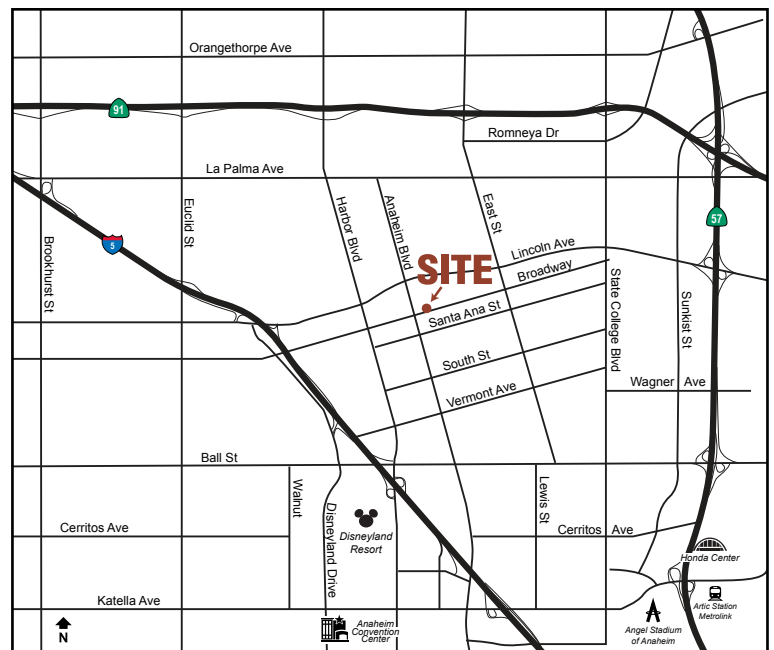 Orangethorpe Ave
91
Romneya Dr
La Palma Ave
Harbor Blvd
Anaheim Blvd
East St
Euclid St
57
5
Brookhurst St
Lincoln Ave
SITE
Broadway
State College Blvd
Sunkist St
Santa Ana St
South St
Wagner Ave
Vermont Ave
Ball St
Walnut
Disneyland Drive
Lewis St
Cerritos Ave
Disneyland
Resort
Cerritos Ave
Honda Center
Katella Ave
Artic Station
Metrolink
N
Anaheim
Convention
Center
Angel Stadium
of Anaheim